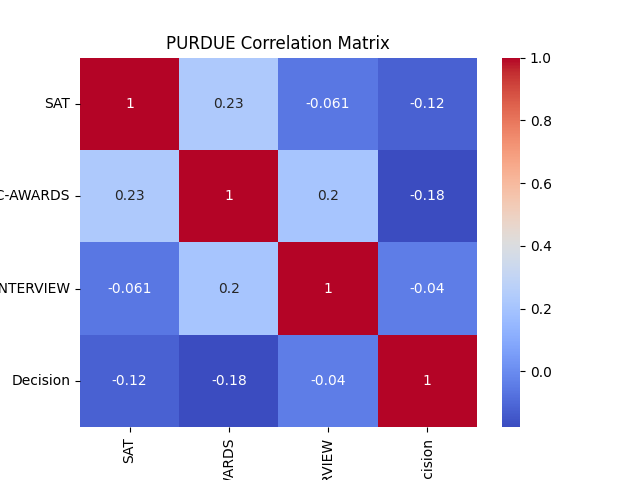 PURDUE Correlation Matrix
SAT 1 0.23 -0.061 -0.12
C-AWARDS 0.23 1 0.2 -0.18
NTERVIEW -0.061 0.2 1 -0.04
Decision -0.12 -0.18 -0.04 1
SAT WARDS RVIEW cision
1.0
0.8
0.6
0.4
0.2
0.0